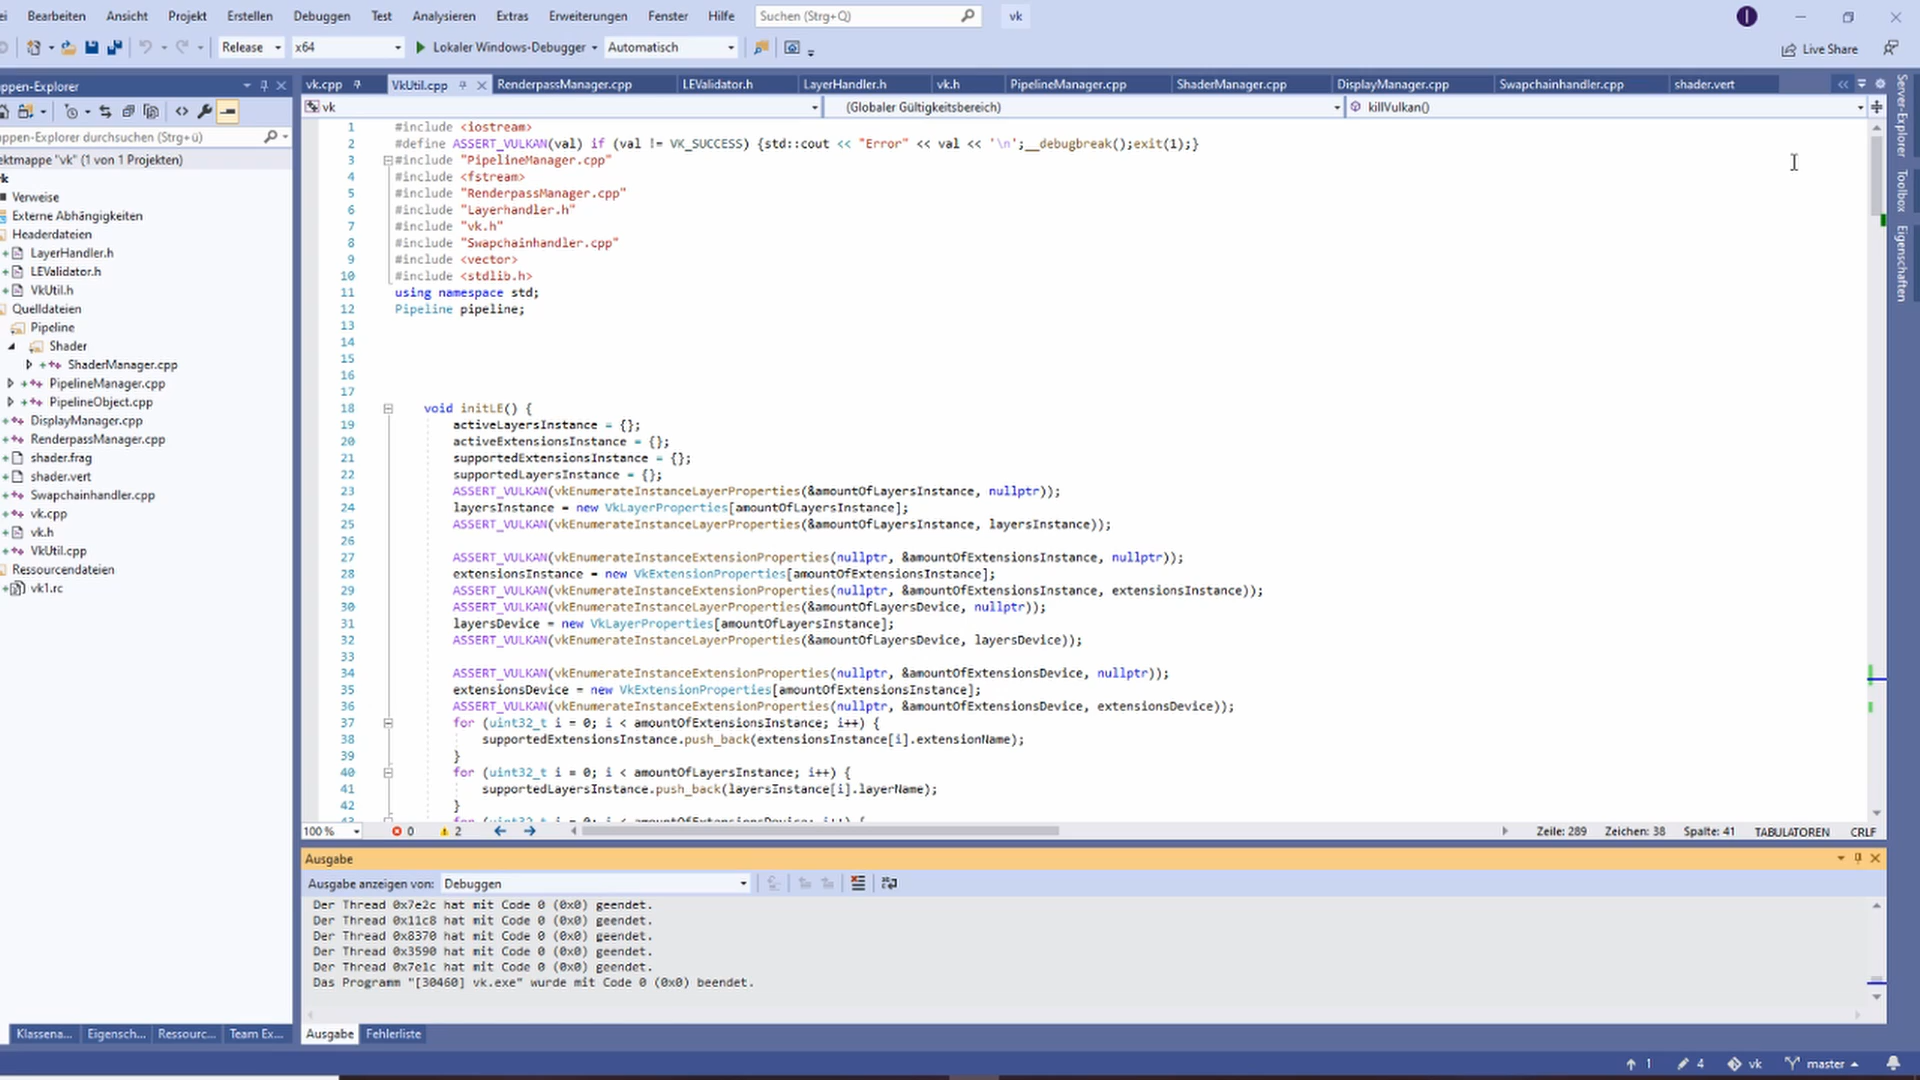 Bearbeiten Ansicht Projekt Erstellen Debuggen Test Analysieren Extras Erweiterungen Fenster Hilfe Suchen (Strg+Q) vk
Release x64 Lokaler Windows-Debugger Automatisch Live Share
vk.cpp VkUtil.cpp RenderpassManager.cpp LEValidator.h LayerHandler.h vk.h PipelineManager.cpp ShaderManager.cpp DisplayManager.cpp Swapchainhandler.cpp shader.vert
vk (Globaler Gültigkeitsbereich) killVulkan()
ppen-Explorer
ppen-Explorer durchsuchen (Strg+ü)
ektmappe "vk" (1 von 1 Projekten)
vk
Verweise
Externe Abhängigkeiten
Headerdateien
LayerHandler.h
LEValidator.h
VkUtil.h
Quelldateien
Pipeline
Shader
ShaderManager.cpp
PipelineManager.cpp
PipelineObject.cpp
DisplayManager.cpp
RenderpassManager.cpp
shader.frag
shader.vert
Swapchainhandler.cpp
vk.cpp
vk.h
VkUtil.cpp
Ressourcendateien
vk1.rc
Klassena... Eigensch... Ressourc... Team Ex...
1 #include <iostream>
2 #define ASSERT_VULKAN(val) if (val != VK_SUCCESS) {std::cout << "Error" << val << '\n';__debugbreak();exit(1);}
3 #include "PipelineManager.cpp"
4 #include <fstream>
5 #include "RenderpassManager.cpp"
6 #include "Layerhandler.h"
7 #include "vk.h"
8 #include "Swapchainhandler.cpp"
9 #include <vector>
10 #include <stdlib.h>
11 using namespace std;
12 Pipeline pipeline;
13
14
15
16
17
18 void initLE() {
19 activeLayersInstance = {};
20 activeExtensionsInstance = {};
21 supportedExtensionsInstance = {};
22 supportedLayersInstance = {};
23 ASSERT_VULKAN(vkEnumerateInstanceLayerProperties(&amountOfLayersInstance, nullptr));
24 layersInstance = new VkLayerProperties[amountOfLayersInstance];
25 ASSERT_VULKAN(vkEnumerateInstanceLayerProperties(&amountOfLayersInstance, layersInstance));
26
27 ASSERT_VULKAN(vkEnumerateInstanceExtensionProperties(nullptr, &amountOfExtensionsInstance, nullptr));
28 extensionsInstance = new VkExtensionProperties[amountOfExtensionsInstance];
29 ASSERT_VULKAN(vkEnumerateInstanceExtensionProperties(nullptr, &amountOfExtensionsInstance, extensionsInstance));
30 ASSERT_VULKAN(vkEnumerateInstanceLayerProperties(&amountOfLayersDevice, nullptr));
31 layersDevice = new VkLayerProperties[amountOfLayersInstance];
32 ASSERT_VULKAN(vkEnumerateInstanceLayerProperties(&amountOfLayersDevice, layersDevice));
33
34 ASSERT_VULKAN(vkEnumerateInstanceExtensionProperties(nullptr, &amountOfExtensionsDevice, nullptr));
35 extensionsDevice = new VkExtensionProperties[amountOfExtensionsInstance];
36 ASSERT_VULKAN(vkEnumerateInstanceExtensionProperties(nullptr, &amountOfExtensionsDevice, extensionsDevice));
37 for (uint32_t i = 0; i < amountOfExtensionsInstance; i++) {
38 supportedExtensionsInstance.push_back(extensionsInstance[i].extensionName);
39 }
40 for (uint32_t i = 0; i < amountOfLayersInstance; i++) {
41 supportedLayersInstance.push_back(layersInstance[i].layerName);
42 }
100 % 0 2 Zeile: 289 Zeichen: 38 Spalte: 41 TABULATOREN CRLF
Server-Explorer
Toolbox
Eigenschaften
Ausgabe
Ausgabe anzeigen von: Debuggen
Der Thread 0x7e2c hat mit Code 0 (0x0) geendet.
Der Thread 0x11c8 hat mit Code 0 (0x0) geendet.
Der Thread 0x8370 hat mit Code 0 (0x0) geendet.
Der Thread 0x3590 hat mit Code 0 (0x0) geendet.
Der Thread 0x7e1c hat mit Code 0 (0x0) geendet.
Das Programm "[30460] vk.exe" wurde mit Code 0 (0x0) beendet.
Ausgabe Fehlerliste
1 4 vk master